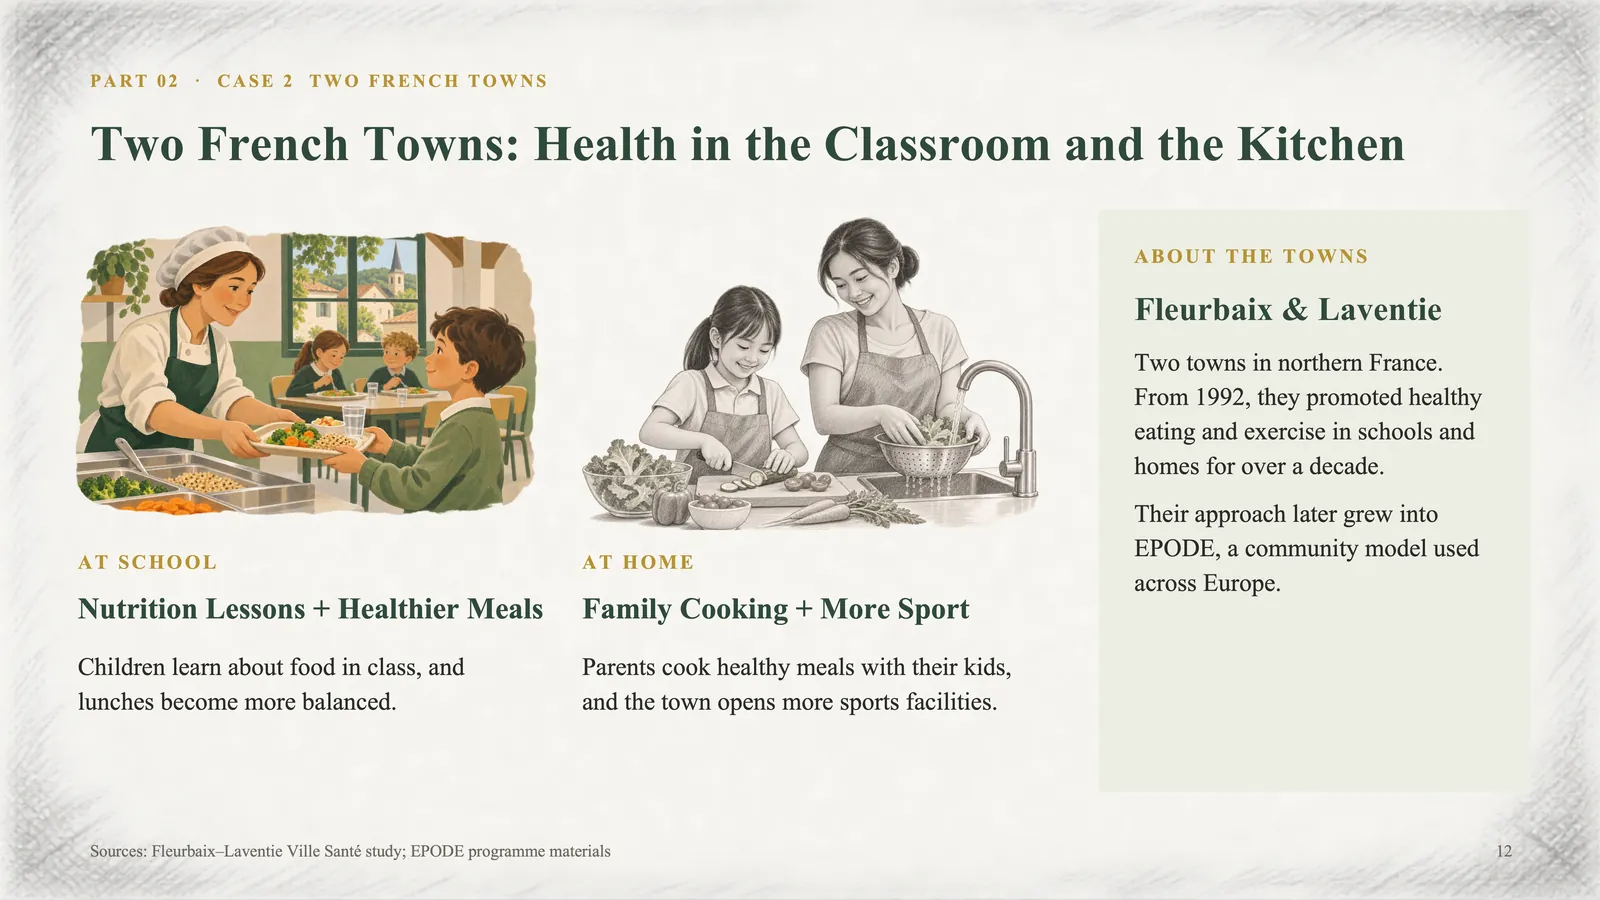 PART 02 · CASE 2 TWO FRENCH TOWNS
Two French Towns: Health in the Classroom and the Kitchen
AT SCHOOL
Nutrition Lessons + Healthier Meals
Children learn about food in class, and
lunches become more balanced.
AT HOME
Family Cooking + More Sport
Parents cook healthy meals with their kids,
and the town opens more sports facilities.
ABOUT THE TOWNS
Fleurbaix & Laventie
Two towns in northern France.
From 1992, they promoted healthy
eating and exercise in schools and
homes for over a decade.
Their approach later grew into
EPODE, a community model used
across Europe.
Sources: Fleurbaix–Laventie Ville Santé study; EPODE programme materials
12